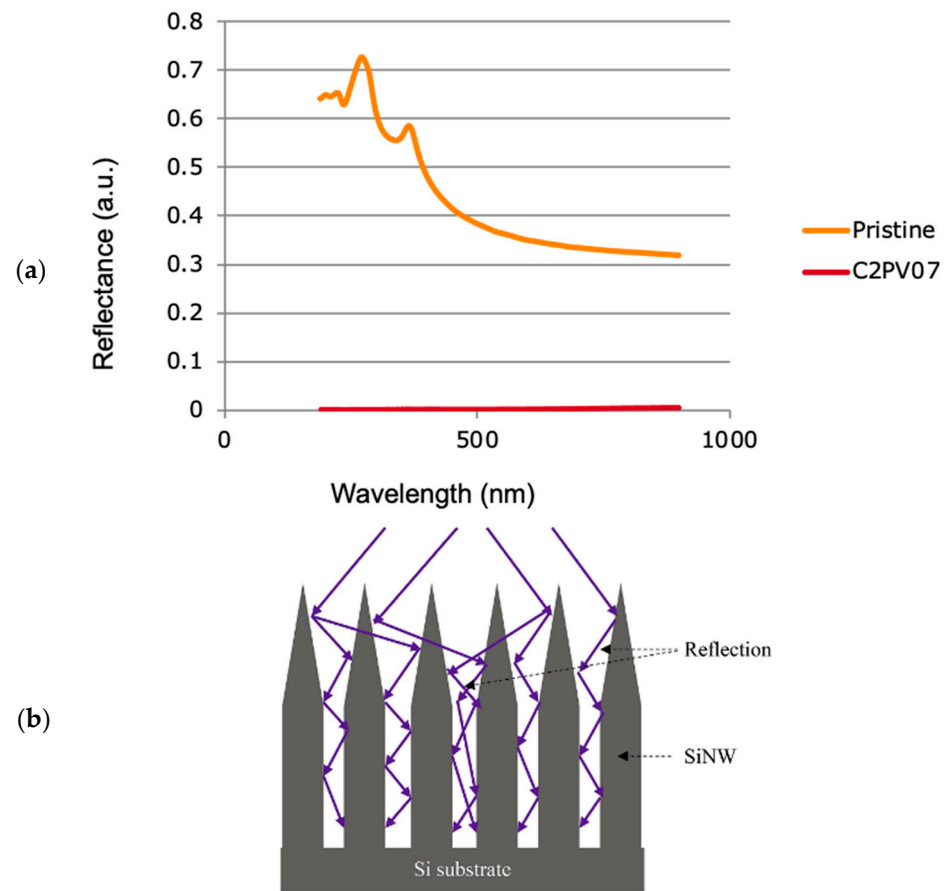 0.8
0.7
0.6
0.5
0.4
0.3
0.2
0.1
0
Reflectance (a.u.)
(a)
Pristine
C2PV07
0
500
1000
Wavelength (nm)
Reflection
(b)
SiNW
Si substrate